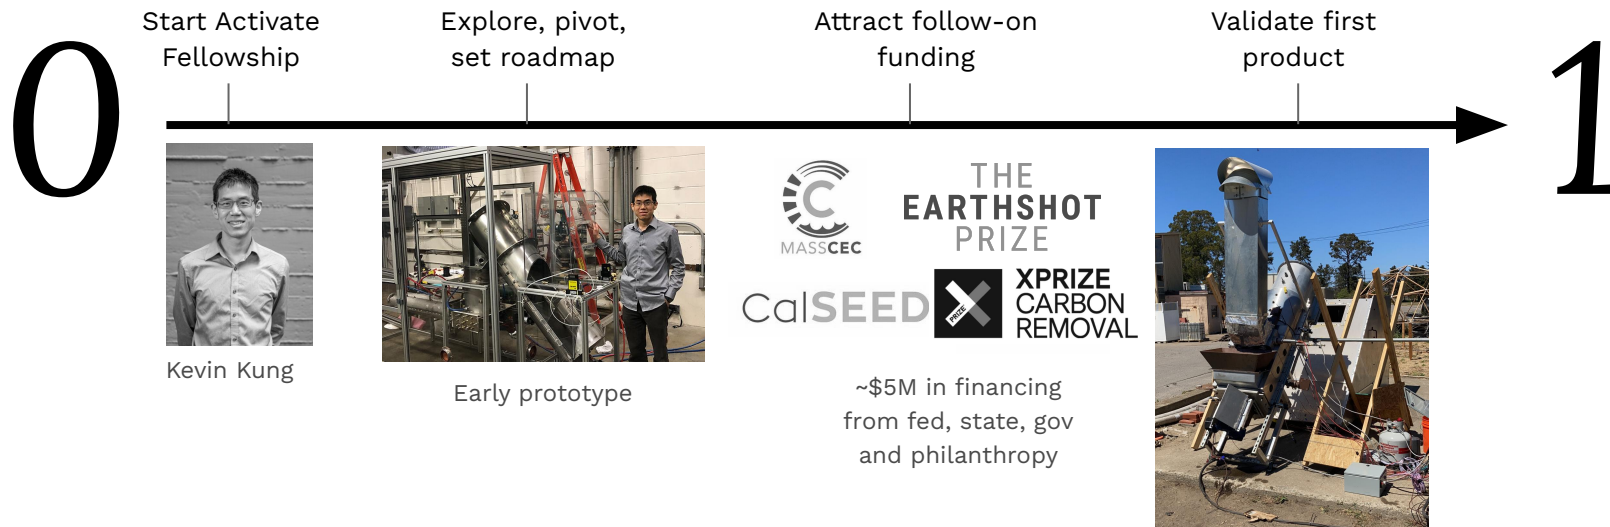 0
Start Activate
Fellowship
Explore, pivot,
set roadmap
Attract follow-on
funding
Validate first
product
1
Kevin Kung
Early prototype
C
MASSCEC
THE
EARTHSHOT
PRIZE
CalSEED
PRIZE
XPRIZE
CARBON
REMOVAL
~$5M in financing
from fed, state, gov
and philanthropy